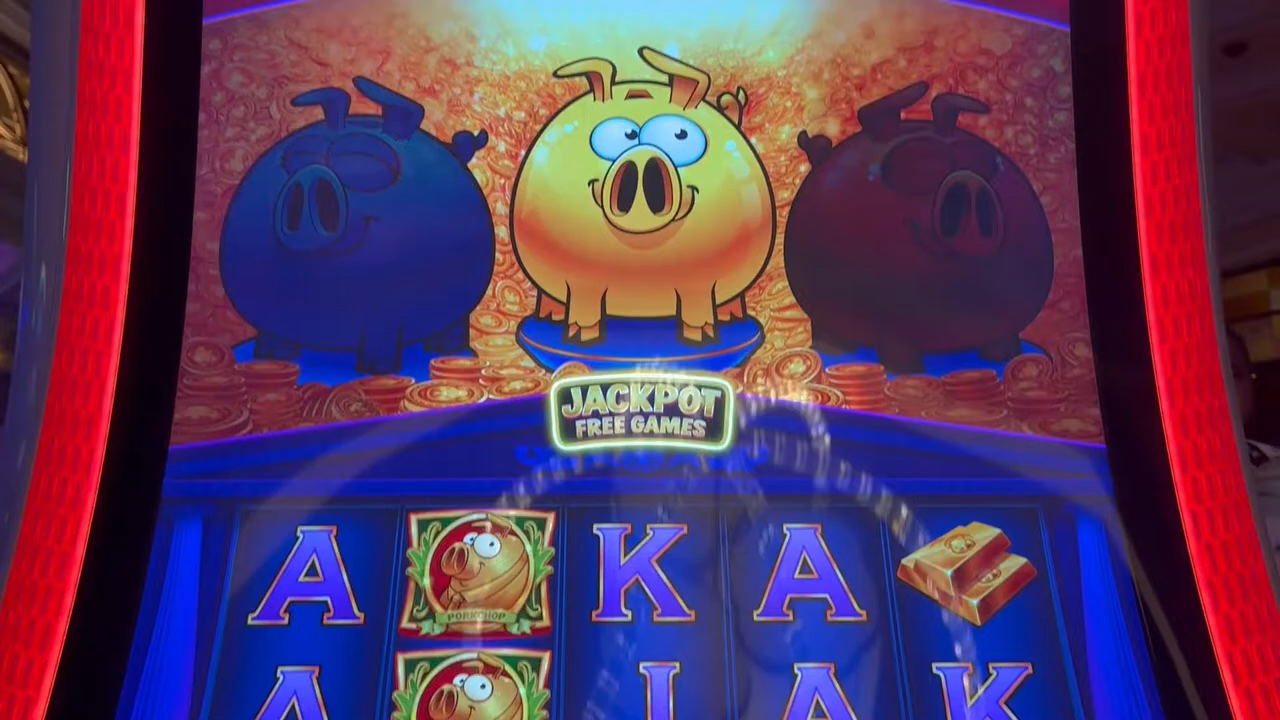 JACKPOT
FREE GAMES
A K A
PORKCHOP
A J A K